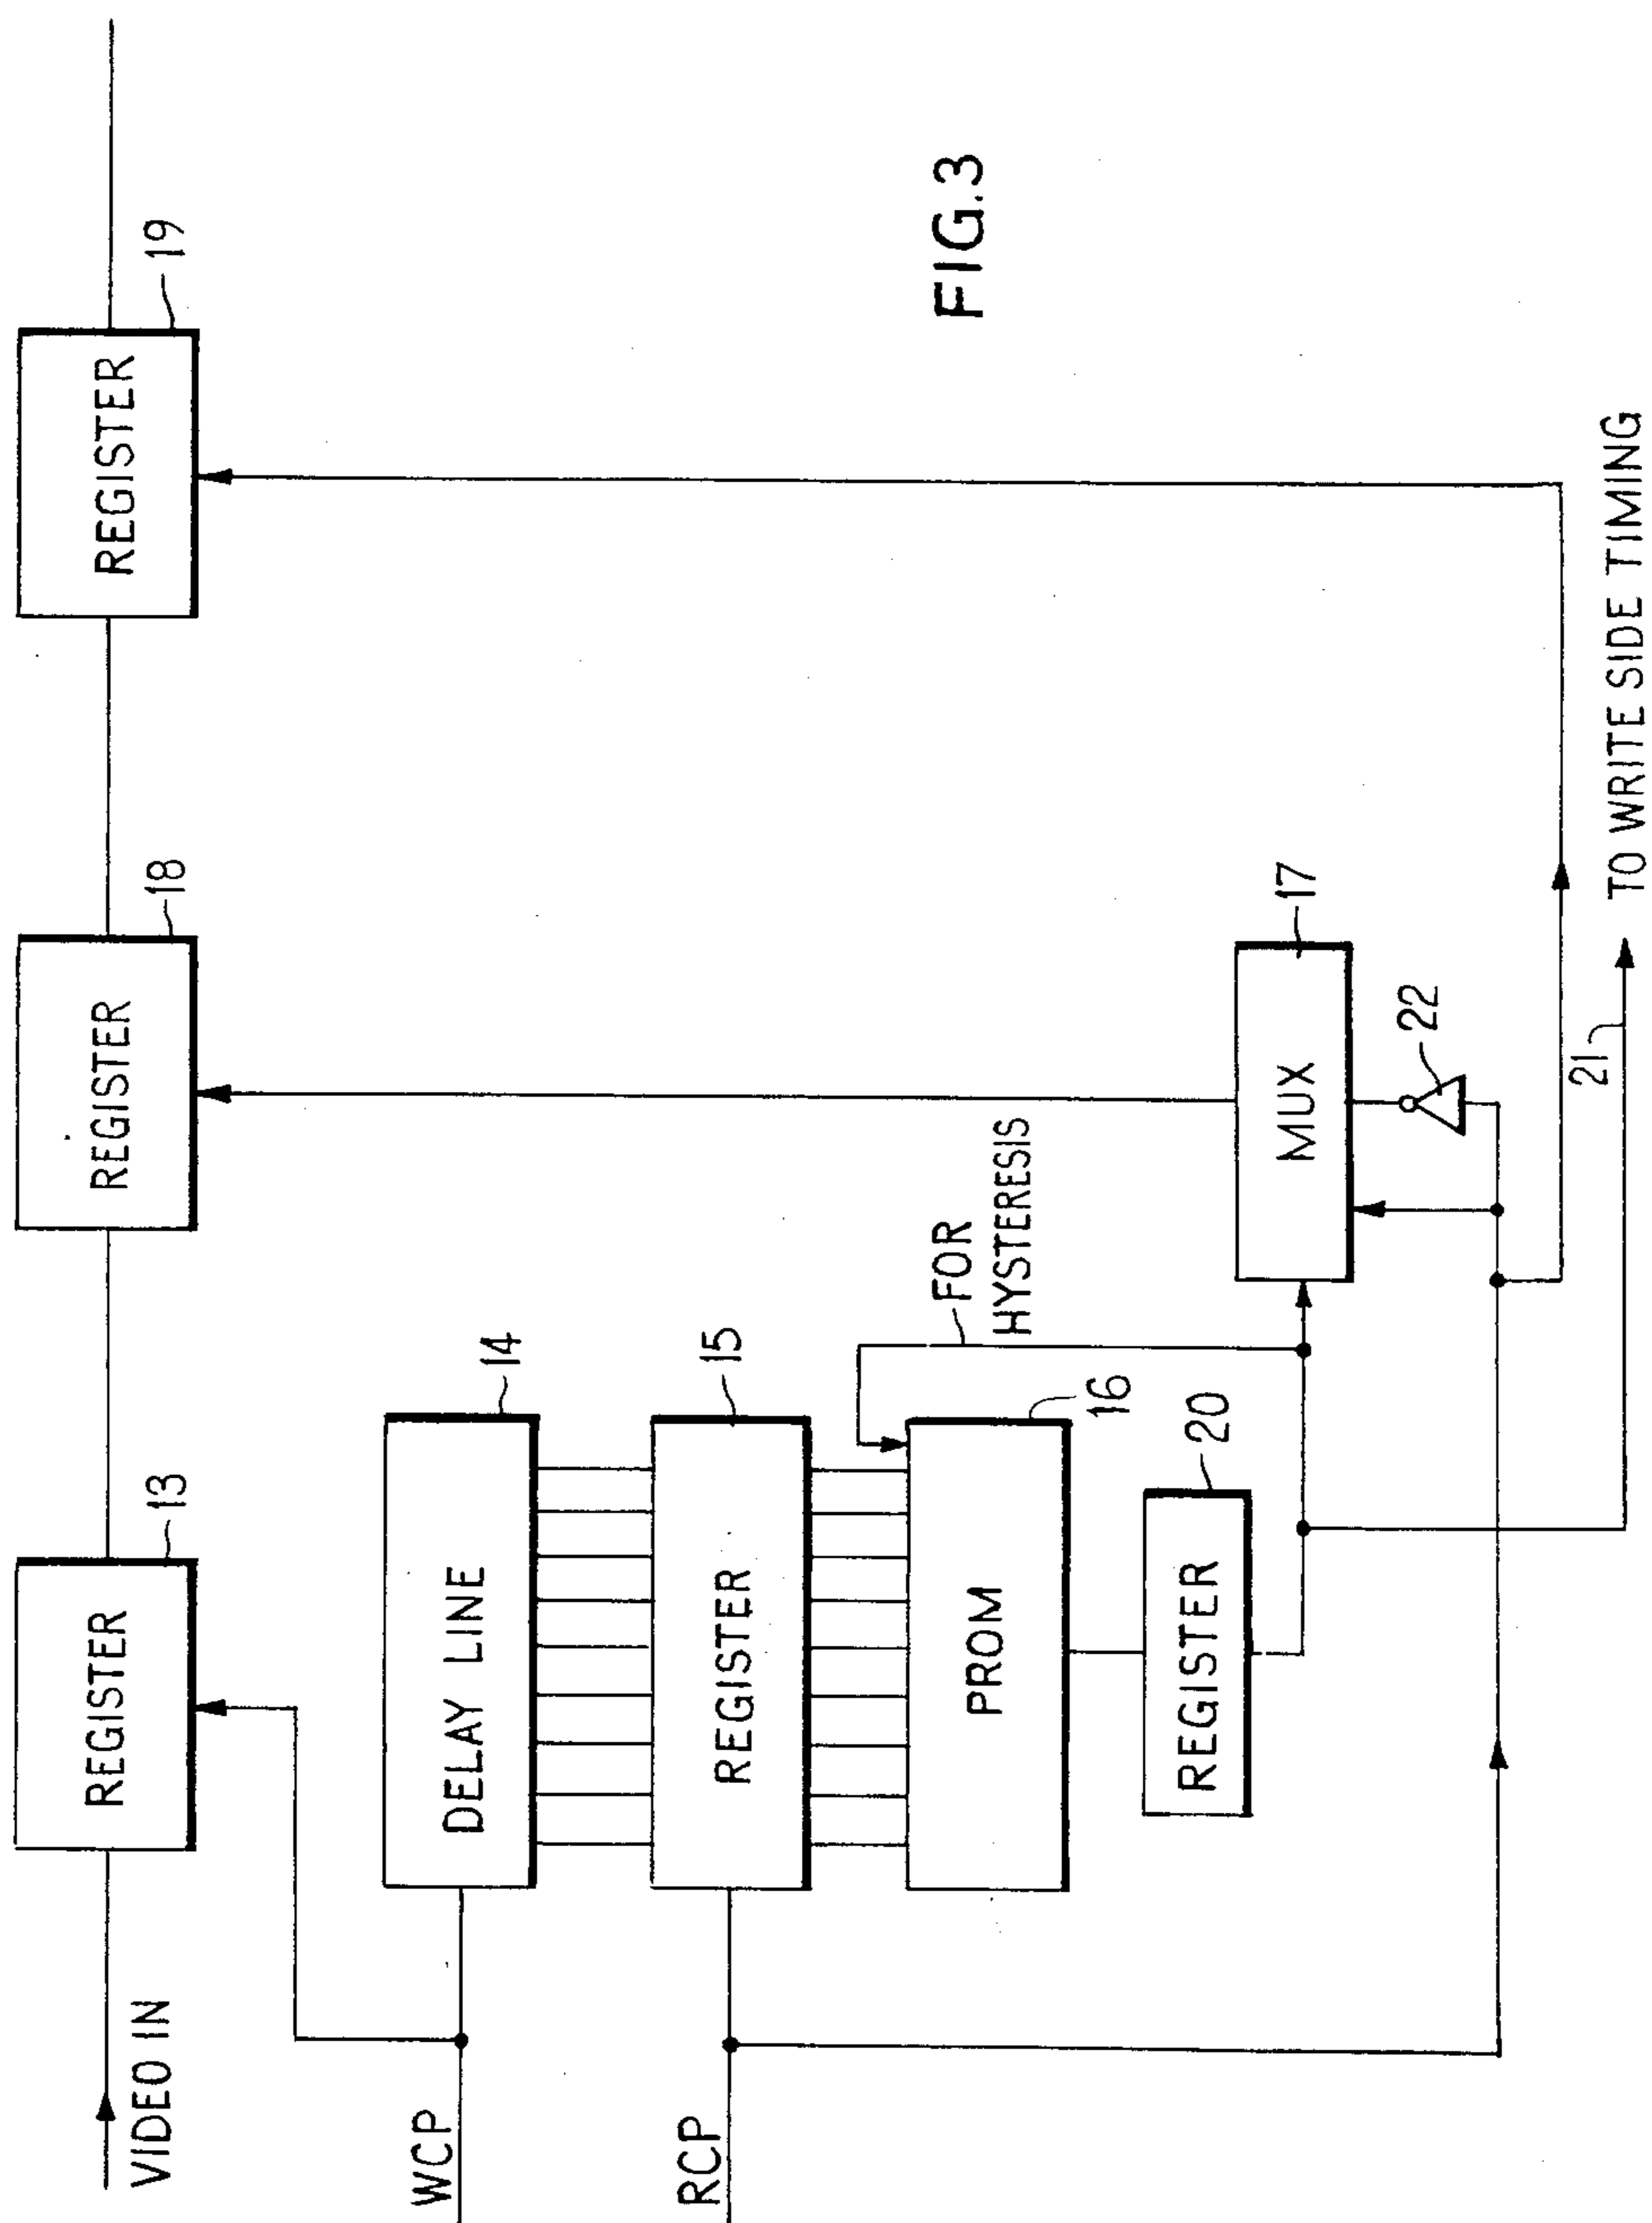 VIDEO IN
REGISTER
13
REGISTER
18
REGISTER
19
WCP
DELAY LINE
14
RCP
REGISTER
15
PROM
16
FOR
HYSTERESIS
REGISTER
20
MUX
17
22
21
TO WRITE SIDE TIMING
FIG.3